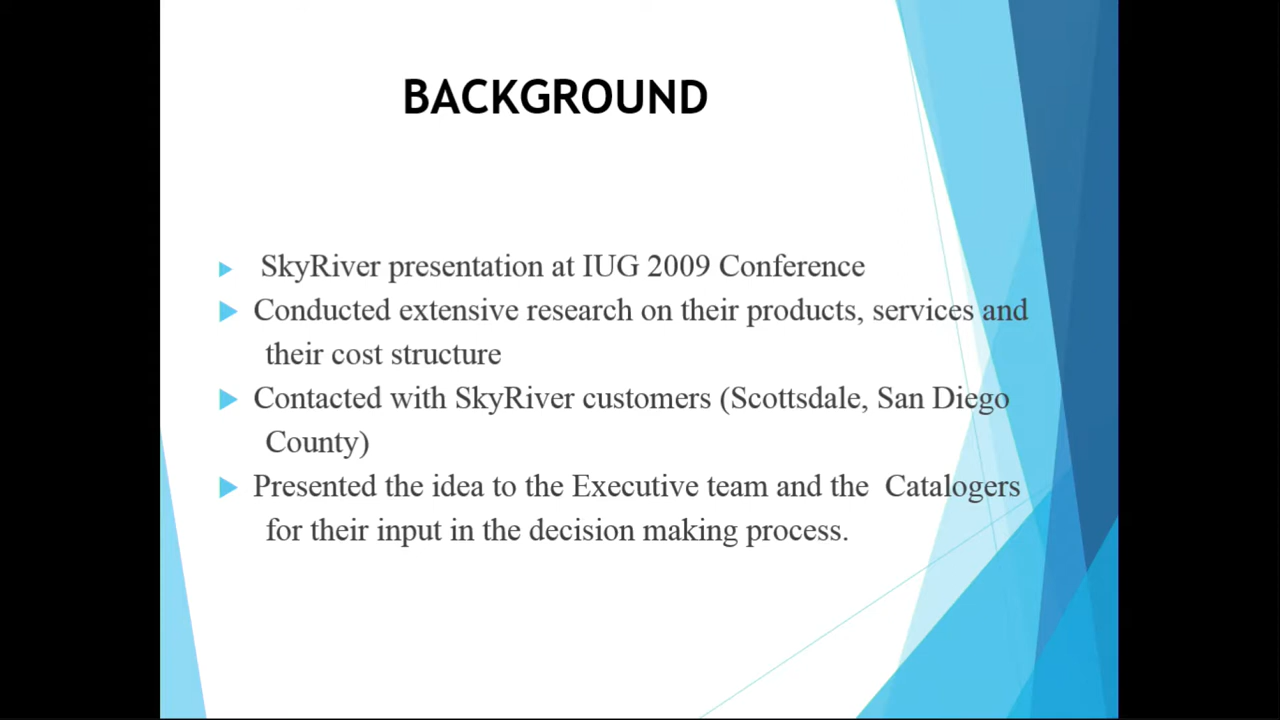 BACKGROUND
SkyRiver presentation at IUG 2009 Conference
Conducted extensive research on their products, services and
their cost structure
Contacted with SkyRiver customers (Scottsdale, San Diego
County)
Presented the idea to the Executive team and the  Catalogers
for their input in the decision making process.